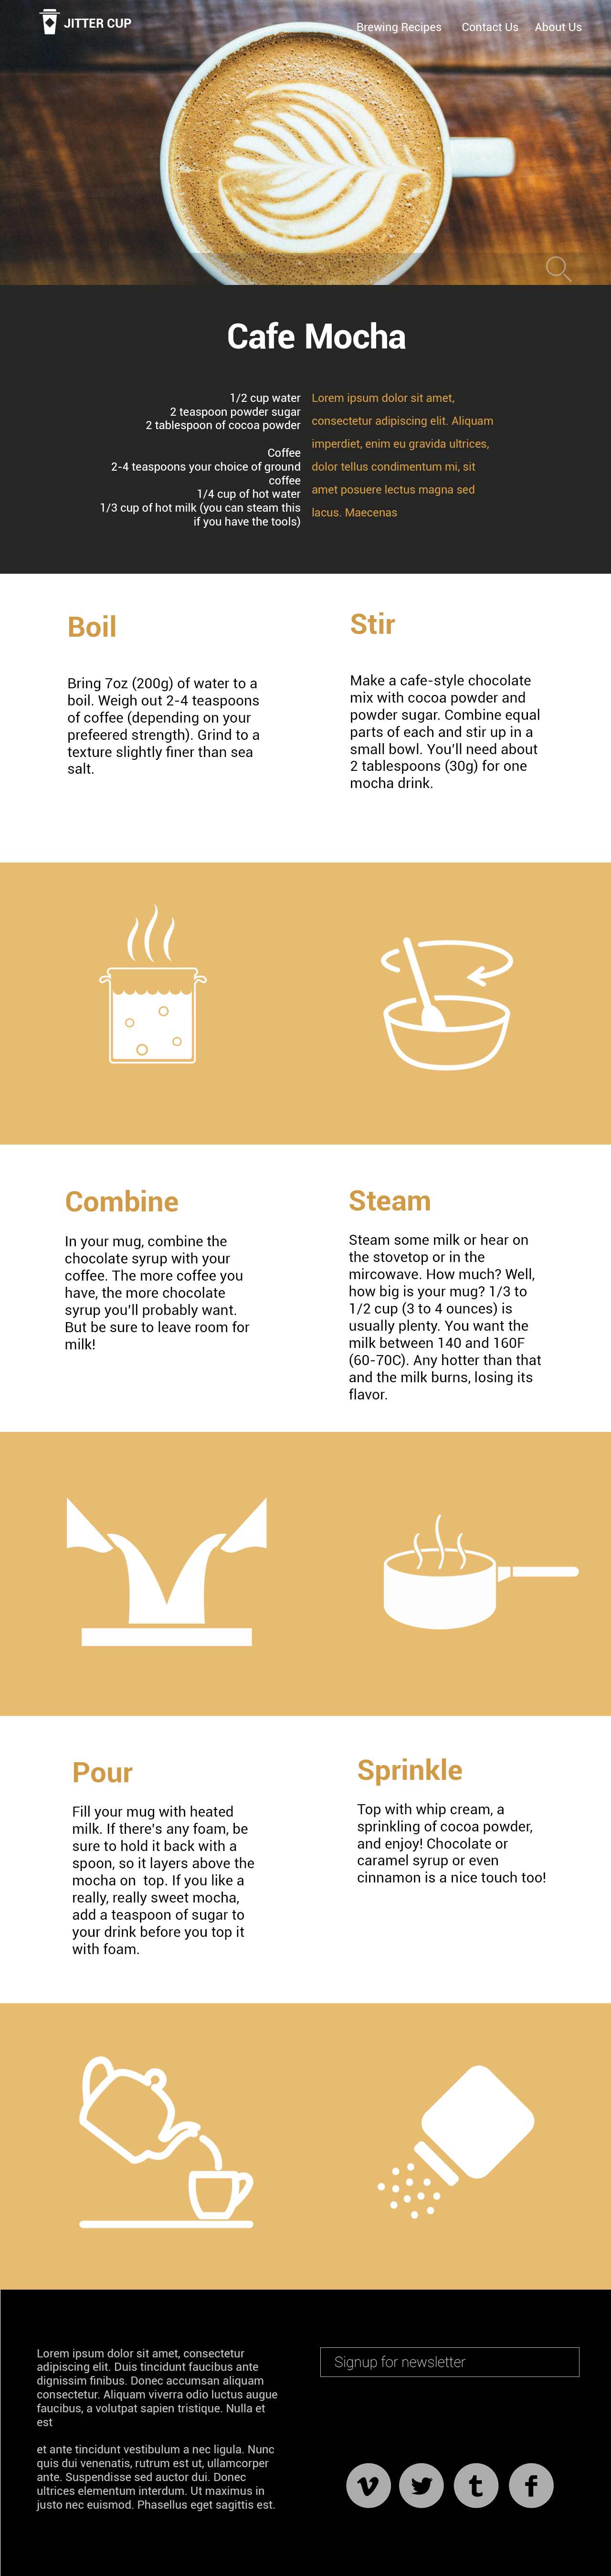 JITTER CUP
Brewing Recipes Contact Us About Us
Cafe Mocha
1/2 cup water
2 teaspoon powder sugar
2 tablespoon of cocoa powder
Coffee
2-4 teaspoons your choice of ground
coffee
1/4 cup of hot water
1/3 cup of hot milk (you can steam this
if you have the tools)
Lorem ipsum dolor sit amet,
consectetur adipiscing elit. Aliquam
imperdiet, enim eu gravida ultrices,
dolor tellus condimentum mi, sit
amet posuere lectus magna sed
lacus. Maecenas
Boil
Bring 7oz (200g) of water to a
boil. Weigh out 2-4 teaspoons
of coffee (depending on your
prefeered strength). Grind to a
texture slightly finer than sea
salt.
Stir
Make a cafe-style chocolate
mix with cocoa powder and
powder sugar. Combine equal
parts of each and stir up in a
small bowl. You'll need about
2 tablespoons (30g) for one
mocha drink.
Combine
In your mug, combine the
chocolate syrup with your
coffee. The more coffee you
have, the more chocolate
syrup you'll probably want.
But be sure to leave room for
milk!
Steam
Steam some milk or hear on
the stovetop or in the
mircowave. How much? Well,
how big is your mug? 1/3 to
1/2 cup (3 to 4 ounces) is
usually plenty. You want the
milk between 140 and 160F
(60-70C). Any hotter than that
and the milk burns, losing its
flavor.
Pour
Fill your mug with heated
milk. If there's any foam, be
sure to hold it back with a
spoon, so it layers above the
mocha on  top. If you like a
really, really sweet mocha,
add a teaspoon of sugar to
your drink before you top it
with foam.
Sprinkle
Top with whip cream, a
sprinkling of cocoa powder,
and enjoy! Chocolate or
caramel syrup or even
cinnamon is a nice touch too!
Lorem ipsum dolor sit amet, consectetur
adipiscing elit. Duis tincidunt faucibus ante
dignissim finibus. Donec accumsan aliquam
consectetur. Aliquam viverra odio luctus augue
faucibus, a volutpat sapien tristique. Nulla et
est
et ante tincidunt vestibulum a nec ligula. Nunc
quis dui venenatis, rutrum est ut, ullamcorper
ante. Suspendisse sed auctor dui. Donec
ultrices elementum interdum. Ut maximus in
justo nec euismod. Phasellus eget sagittis est.
Signup for newsletter